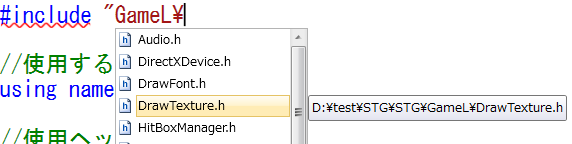 #include "GameL¥
Audio.h
//使用する
DirectXDevice.h
using name
DrawFont.h
DrawTexture.h
D:¥test¥STG¥STG¥GameL¥DrawTexture.h
HitBoxManager.h
//使用ヘッ